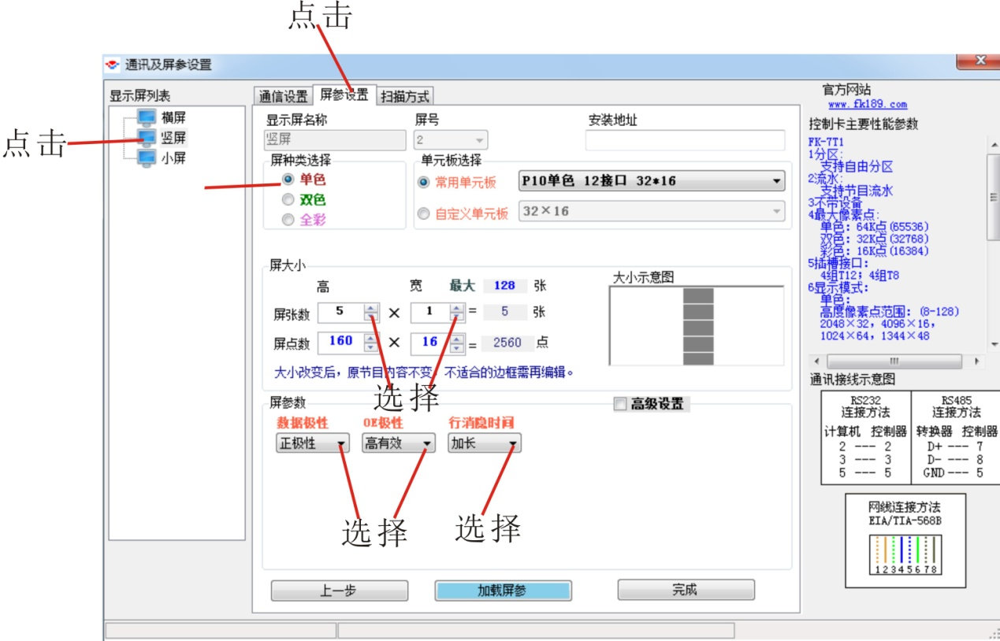 点击
通讯及屏参设置
显示屏列表
横屏
竖屏
小屏
点击
通信设置 屏参设置 扫描方式
显示屏名称 屏号 安装地址
竖屏 2
屏种类选择
单色
双色
全彩
单元板选择
常用单元板 P10单色 12接口 32*16
自定义单元板 32×16
屏大小
高 宽 最大 128 张
屏张数 5 × 1 = 5 张
屏点数 160 × 16 = 2560 点
大小改变后，原节目内容不变，不适合的边框需再编辑。
大小示意图
选择
屏参数
高级设置
数据极性 OE极性 行消隐时间
正极性 高有效 加长
选择 选择
上一步 加载屏参 完成
官方网站
www.fk189.com
控制卡主要性能参数
FK-7T1
1分区:
支持自由分区
2流水:
支持节目流水
3不带设备
4最大像素点:
单色: 64K点(65536)
双色: 32K点(32768)
彩色: 16K点(16384)
5插槽接口:
4组T12; 4组T8
6显示模式:
单色:
高度像素点范围: (8-128)
2048×32, 4096×16,
1024×64, 1344×48
通讯接线示意图
RS232
连接方法
计算机 控制器
2 --- 2
3 --- 3
5 --- 5
RS485
连接方法
转换器 控制器
D+ --- 7
D- --- 8
GND --- 5
网线连接方法
EIA/TIA-568B
12345678